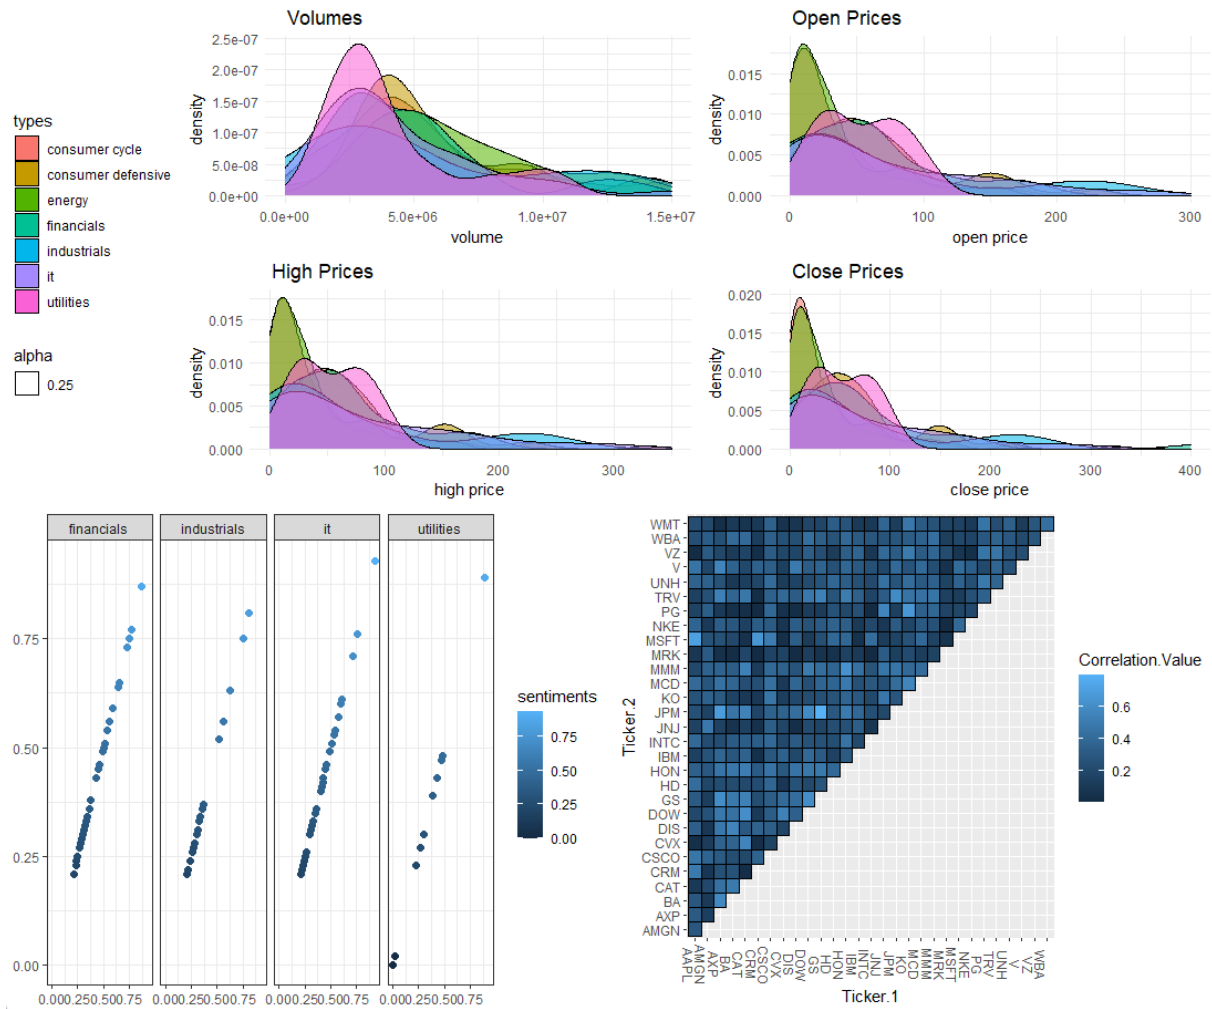 Volumes
2.5e-07
2.0e-07
1.5e-07
1.0e-07
5.0e-08
0.0e+00
density
0.0e+00 5.0e+06 1.0e+07 1.5e+07
volume
Open Prices
0.015
0.010
0.005
0.000
density
0 100 200 300
open price
types
consumer cycle
consumer defensive
energy
financials
industrials
it
utilities
alpha
0.25
High Prices
0.015
0.010
0.005
0.000
density
0 100 200 300
high price
Close Prices
0.020
0.015
0.010
0.005
0.000
density
0 100 200 300 400
close price
financials industrials it utilities
0.75
0.50
0.25
0.00
0.000.250.500.75 0.000.250.500.75 0.000.250.500.75 0.000.250.500.75
sentiments
0.75
0.50
0.25
0.00
Ticker.2
WMT
WBA
VZ
V
UNH
TRV
PG
NKE
MSFT
MRK
MMM
MCD
KO
JPM
JNJ
INTC
IBM
HON
HD
GS
DOW
DIS
CVX
CSCO
CRM
CAT
BA
AXP
AMGN
AAPL AMGN AXP BA CAT CRM CSCO CVX DIS DOW GS HD HON IBM INTC JNJ JPM KO MCD MMM MRK MSFT NKE PG TRV UNH V VZ WBA
Ticker.1
Correlation.Value
0.6
0.4
0.2